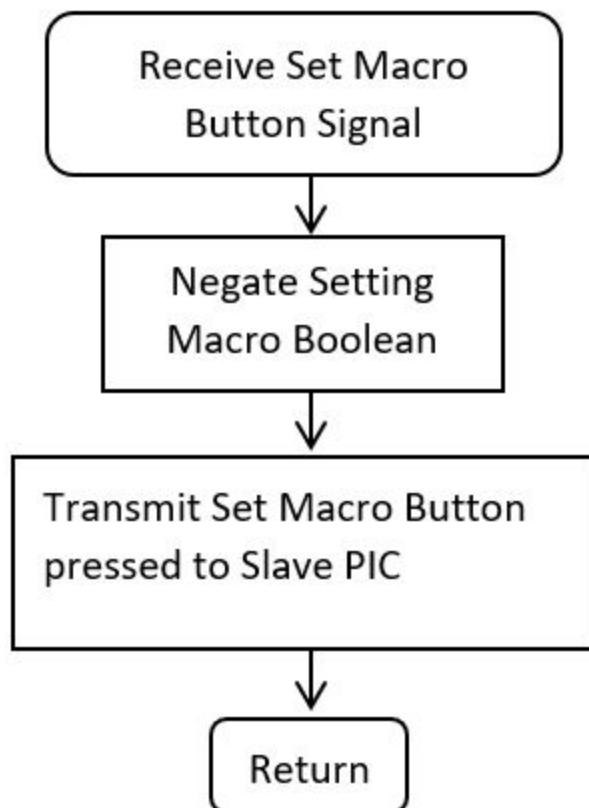 Receive Set Macro
Button Signal
Negate Setting
Macro Boolean
Transmit Set Macro Button
pressed to Slave PIC
Return